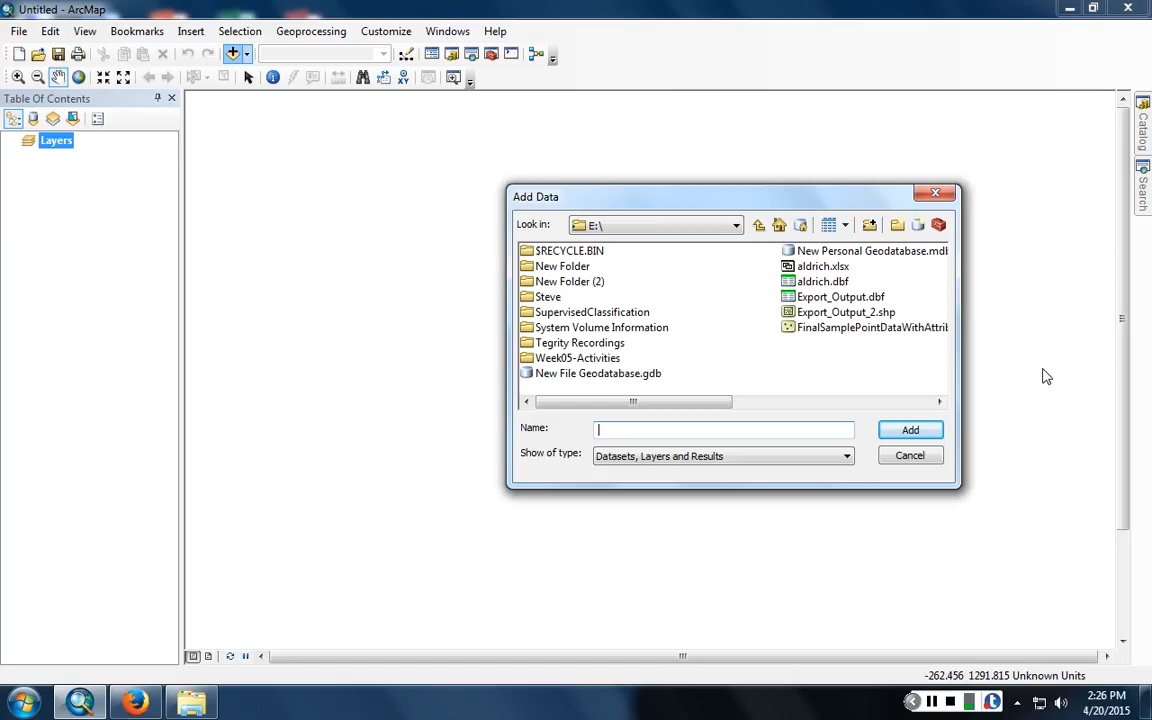 Untitled - ArcMap
File Edit View Bookmarks Insert Selection Geoprocessing Customize Windows Help
Table Of Contents
Layers
Add Data
Look in: E:\
$RECYCLE.BIN
New Folder
New Folder (2)
Steve
SupervisedClassification
System Volume Information
Tegrity Recordings
Week05-Activities
New File Geodatabase.gdb
New Personal Geodatabase.mdb
aldrich.xlsx
aldrich.dbf
Export_Output.dbf
Export_Output_2.shp
FinalSamplePointDataWithAttrib
Name:
Add
Show of type: Datasets, Layers and Results
Cancel
Catalog
Search
-262.456 1291.815 Unknown Units
2:26 PM
4/20/2015